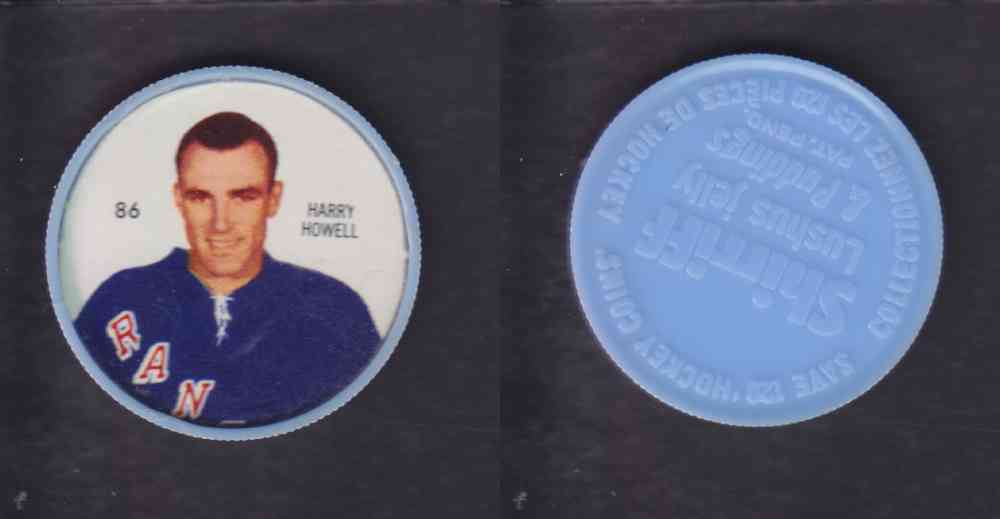 86
HARRY
HOWELL
RAN
Shirriff
Lushus Jelly
& Puddings
PAT. PEND.
SAVE 120 HOCKEY COINS
COLLECTIONNEZ LES 120 PIÈCES DE HOCKEY